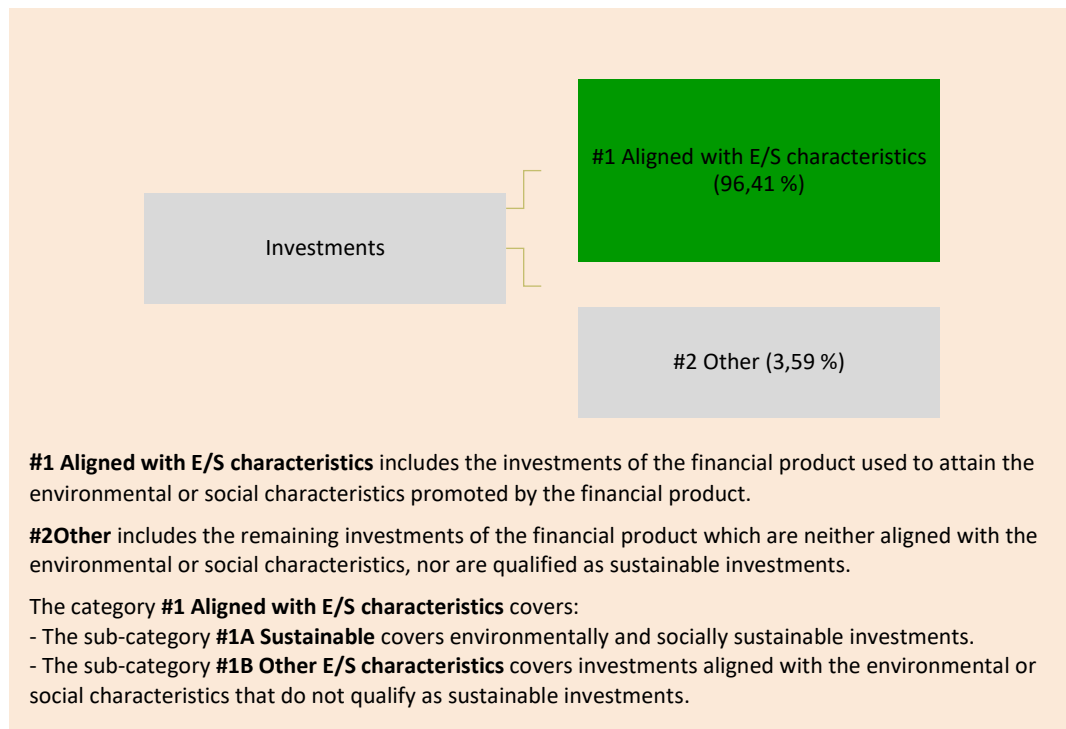 #1 Aligned with E/S characteristics
(96,41 %)
Investments
#2 Other (3,59 %)
#1 Aligned with E/S characteristics includes the investments of the financial product used to attain the
environmental or social characteristics promoted by the financial product.
#2Other includes the remaining investments of the financial product which are neither aligned with the
environmental or social characteristics, nor are qualified as sustainable investments.
The category #1 Aligned with E/S characteristics covers:
- The sub-category #1A Sustainable covers environmentally and socially sustainable investments.
- The sub-category #1B Other E/S characteristics covers investments aligned with the environmental or
social characteristics that do not qualify as sustainable investments.